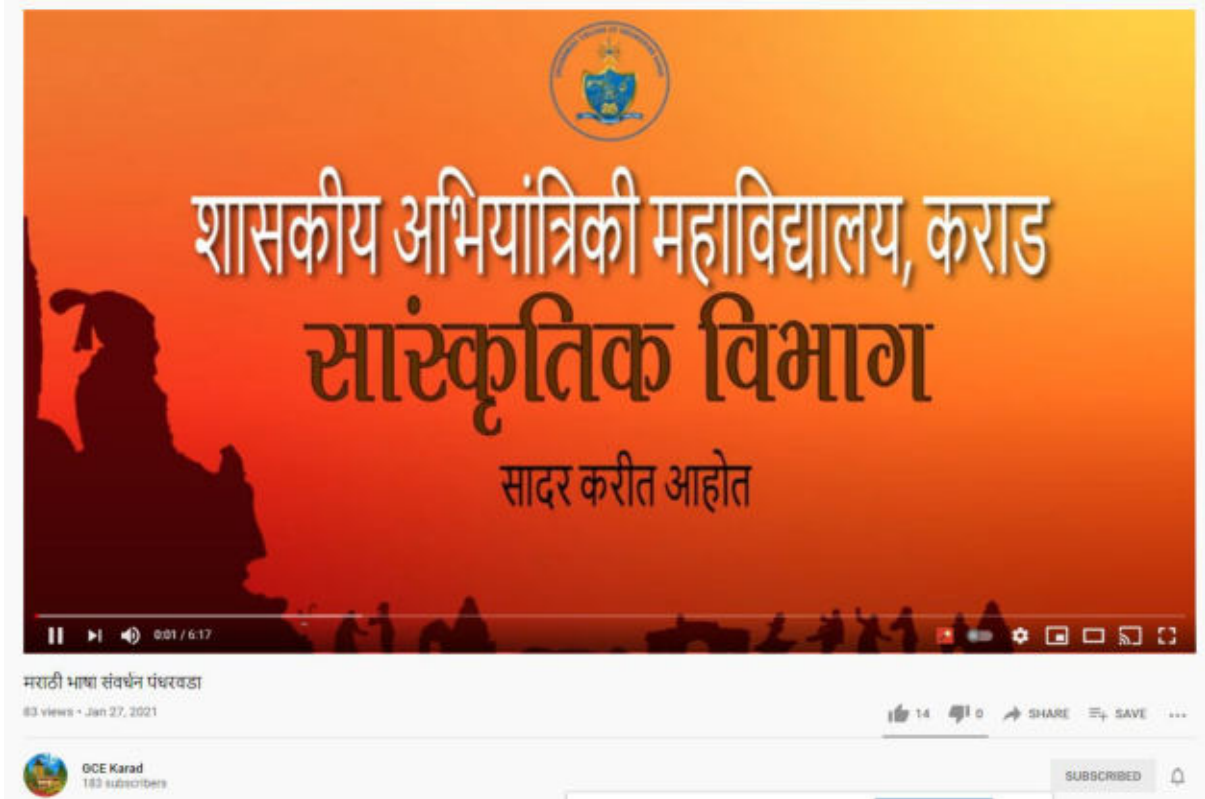 शासकीय अभियांत्रिकी महाविद्यालय, कराड
सांस्कृतिक विभाग
सादर करीत आहोत
0:01 / 6:17
मराठी भाषा संवर्धन पंधरवडा
83 views • Jan 27, 2021
14 0 SHARE SAVE
GCE Karad
183 subscribers
SUBSCRIBED